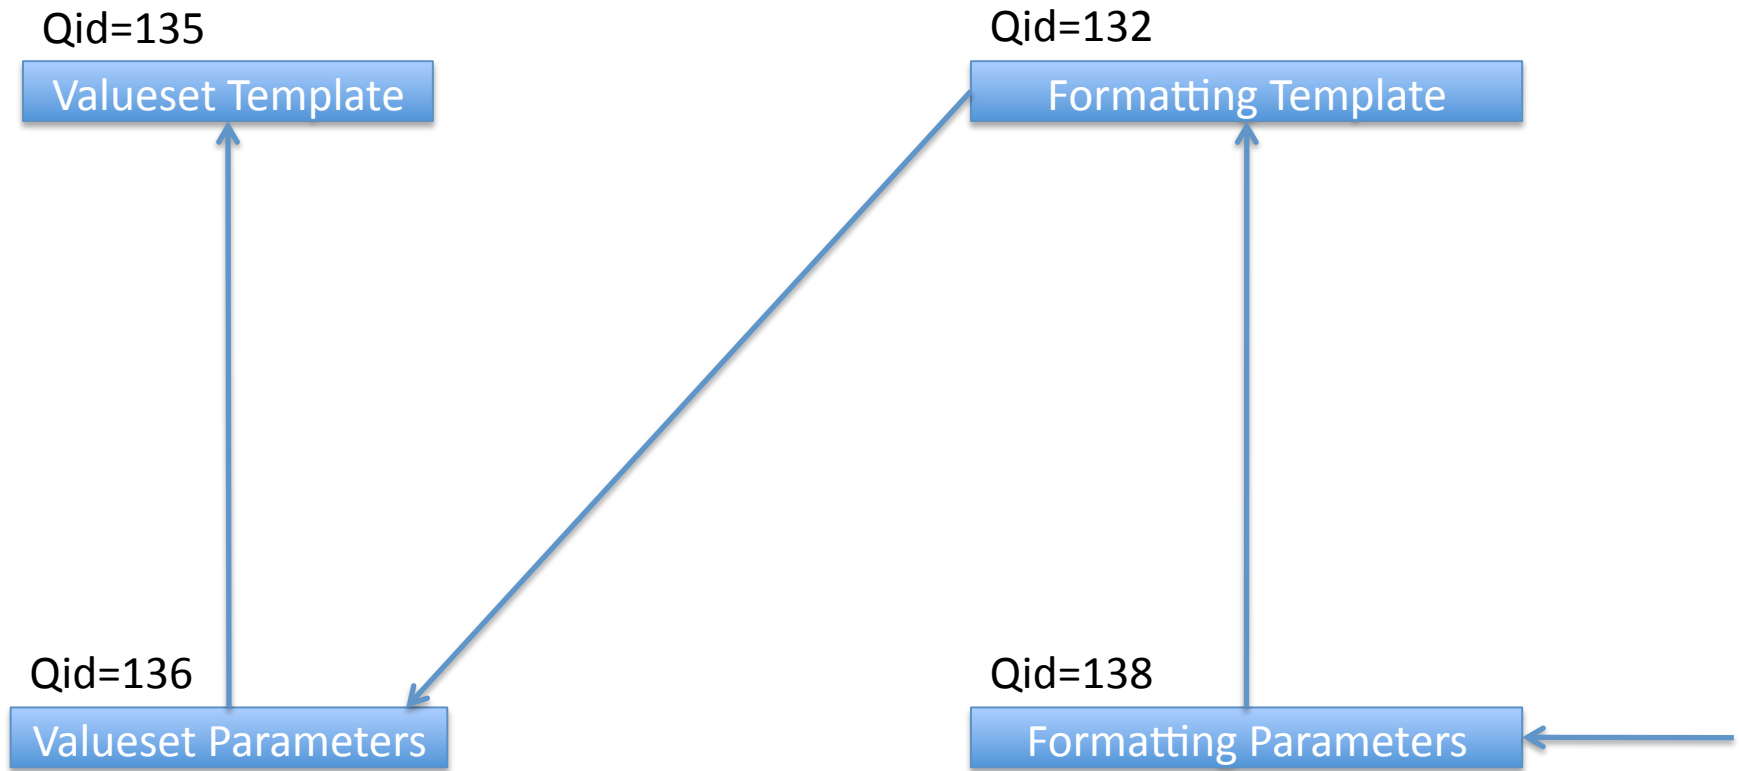 Qid=135
Valueset Template
Qid=132
Formatting Template
Qid=136
Valueset Parameters
Qid=138
Formatting Parameters